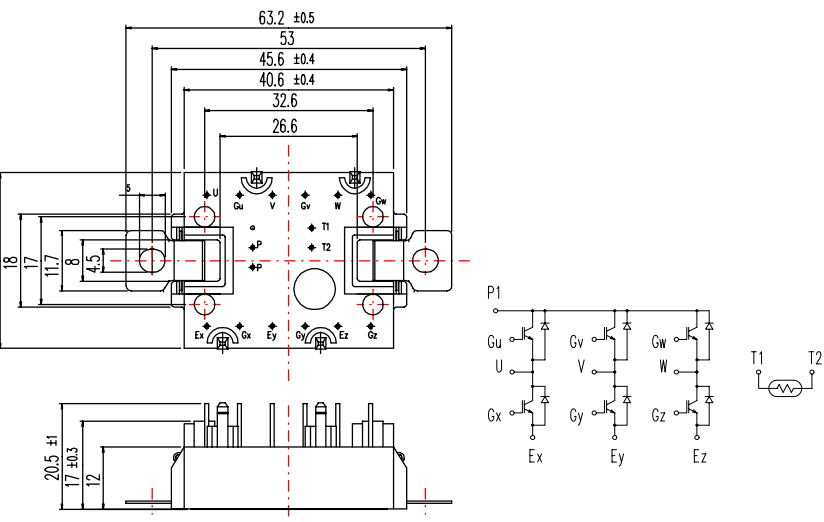 63.2 ±0.5
53
45.6 ±0.4
40.6 ±0.4
32.6
26.6
5
U Gu V Gv W Gw
T1
P T2
P
18 17 11.7 8 4.5
Ex Gx Ey Gy Ez Gz
P1
Gu Gv Gw
U V W
T1 T2
Gx Gy Gz
Ex Ey Ez
20.5 ±1
17 ±0.3
12